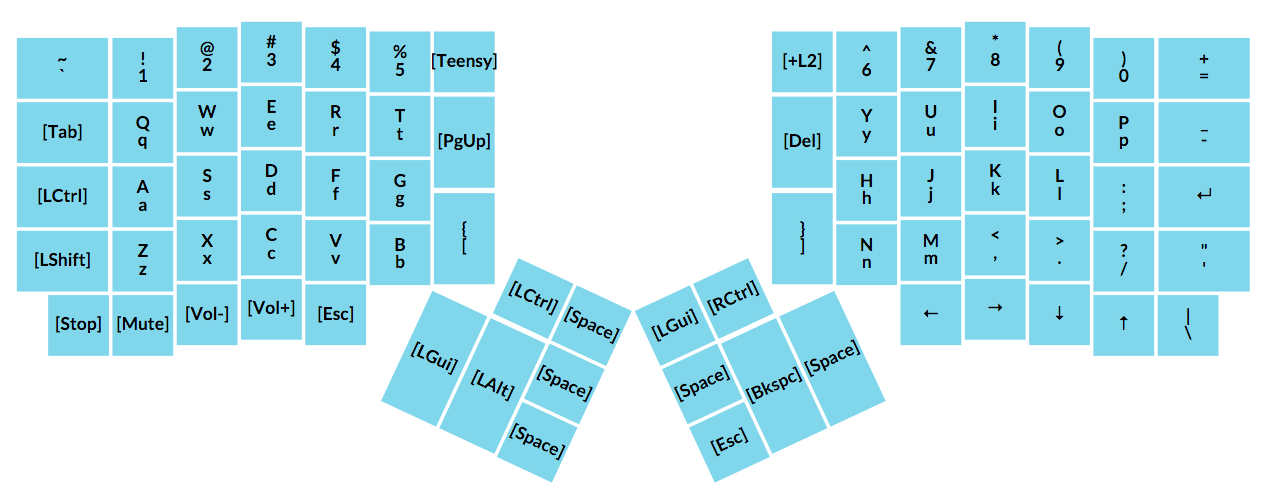 ~ ! @ # $ % [Teensy] [+L2] ^ & * ( ) +
` 1 2 3 4 5 6 7 8 9 0 =
[Tab] Q W E R T [PgUp] [Del] Y U I O P _
q w e r t y u i o p -
[LCtrl] A S D F G H J K L : ↵
a s d f g h j k l ;
[LShift] Z X C V B { } N M < > ? "
z x c v b [ ] n m , . / '
[Stop] [Mute] [Vol-] [Vol+] [Esc] ← → ↓ ↑ |
\
[LCtrl] [Space] [LGui] [RCtrl]
[LGui] [LAlt] [Space] [Space] [Bkspc] [Space]
[Space] [Esc]